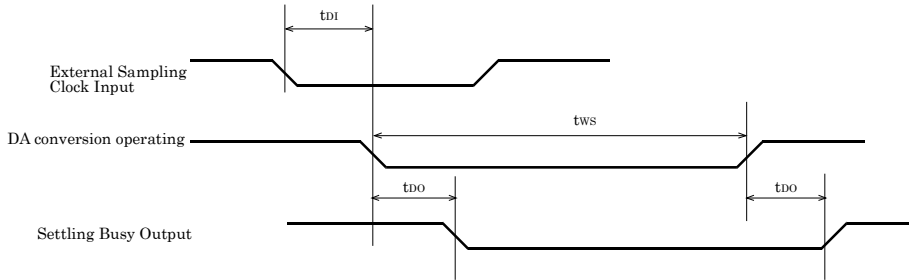 tDI
External Sampling
Clock Input
tWS
DA conversion operating
tDO
tDO
Settling Busy Output